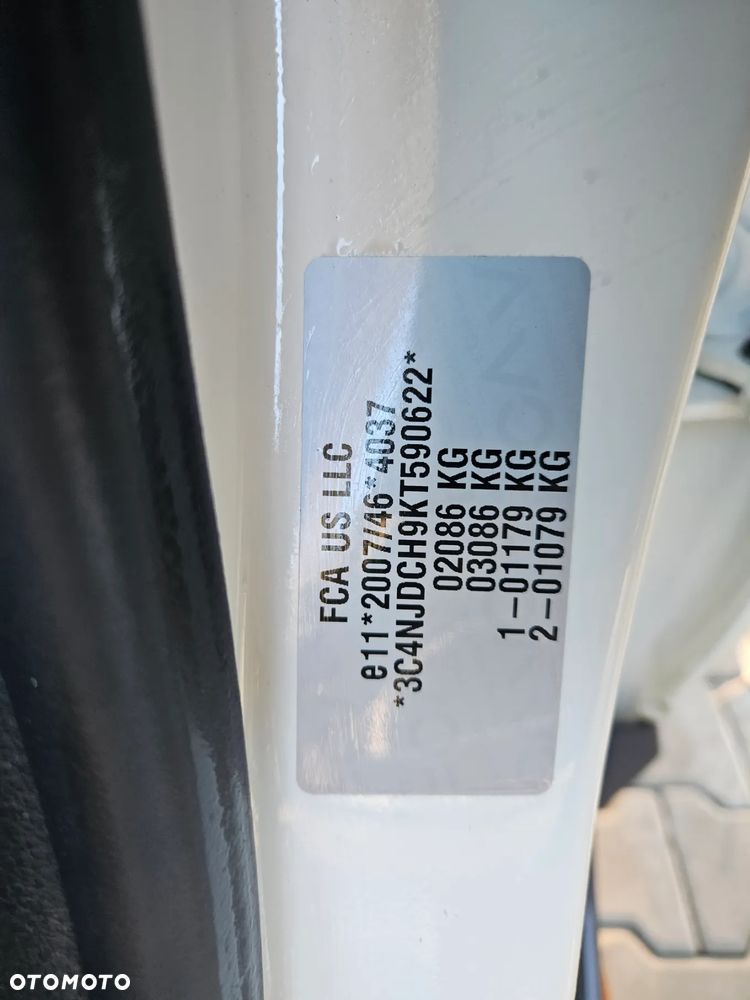 FCA US LLC
e11*2007/46*4037
*3C4NJDCH9KT590622*
02086 KG
03086 KG
1-01179 KG
2-01079 KG
OTOMOTO